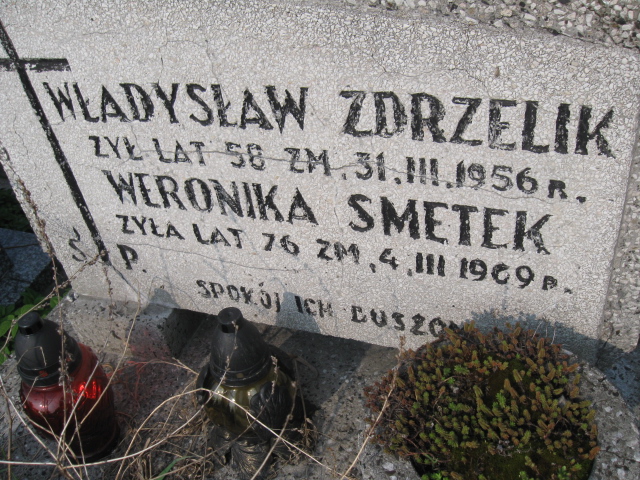 WŁADYSŁAW ZDRZELIK
ŻYŁ LAT 58 ZM. 31. III. 1956 R.
WERONIKA SMETEK
ŻYŁA LAT 76 ZM. 4 III 1969 R.
Ś P.
SPOKÓJ ICH DUSZOM